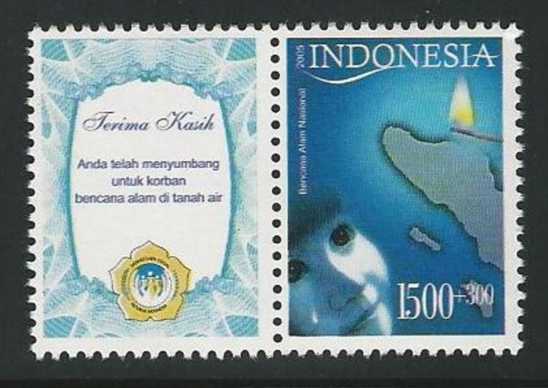 Terima Kasih
Anda telah menyumbang
untuk korban
bencana alam di tanah air
INDONESIA
2005
Bencana Alam Nasional
1500+300